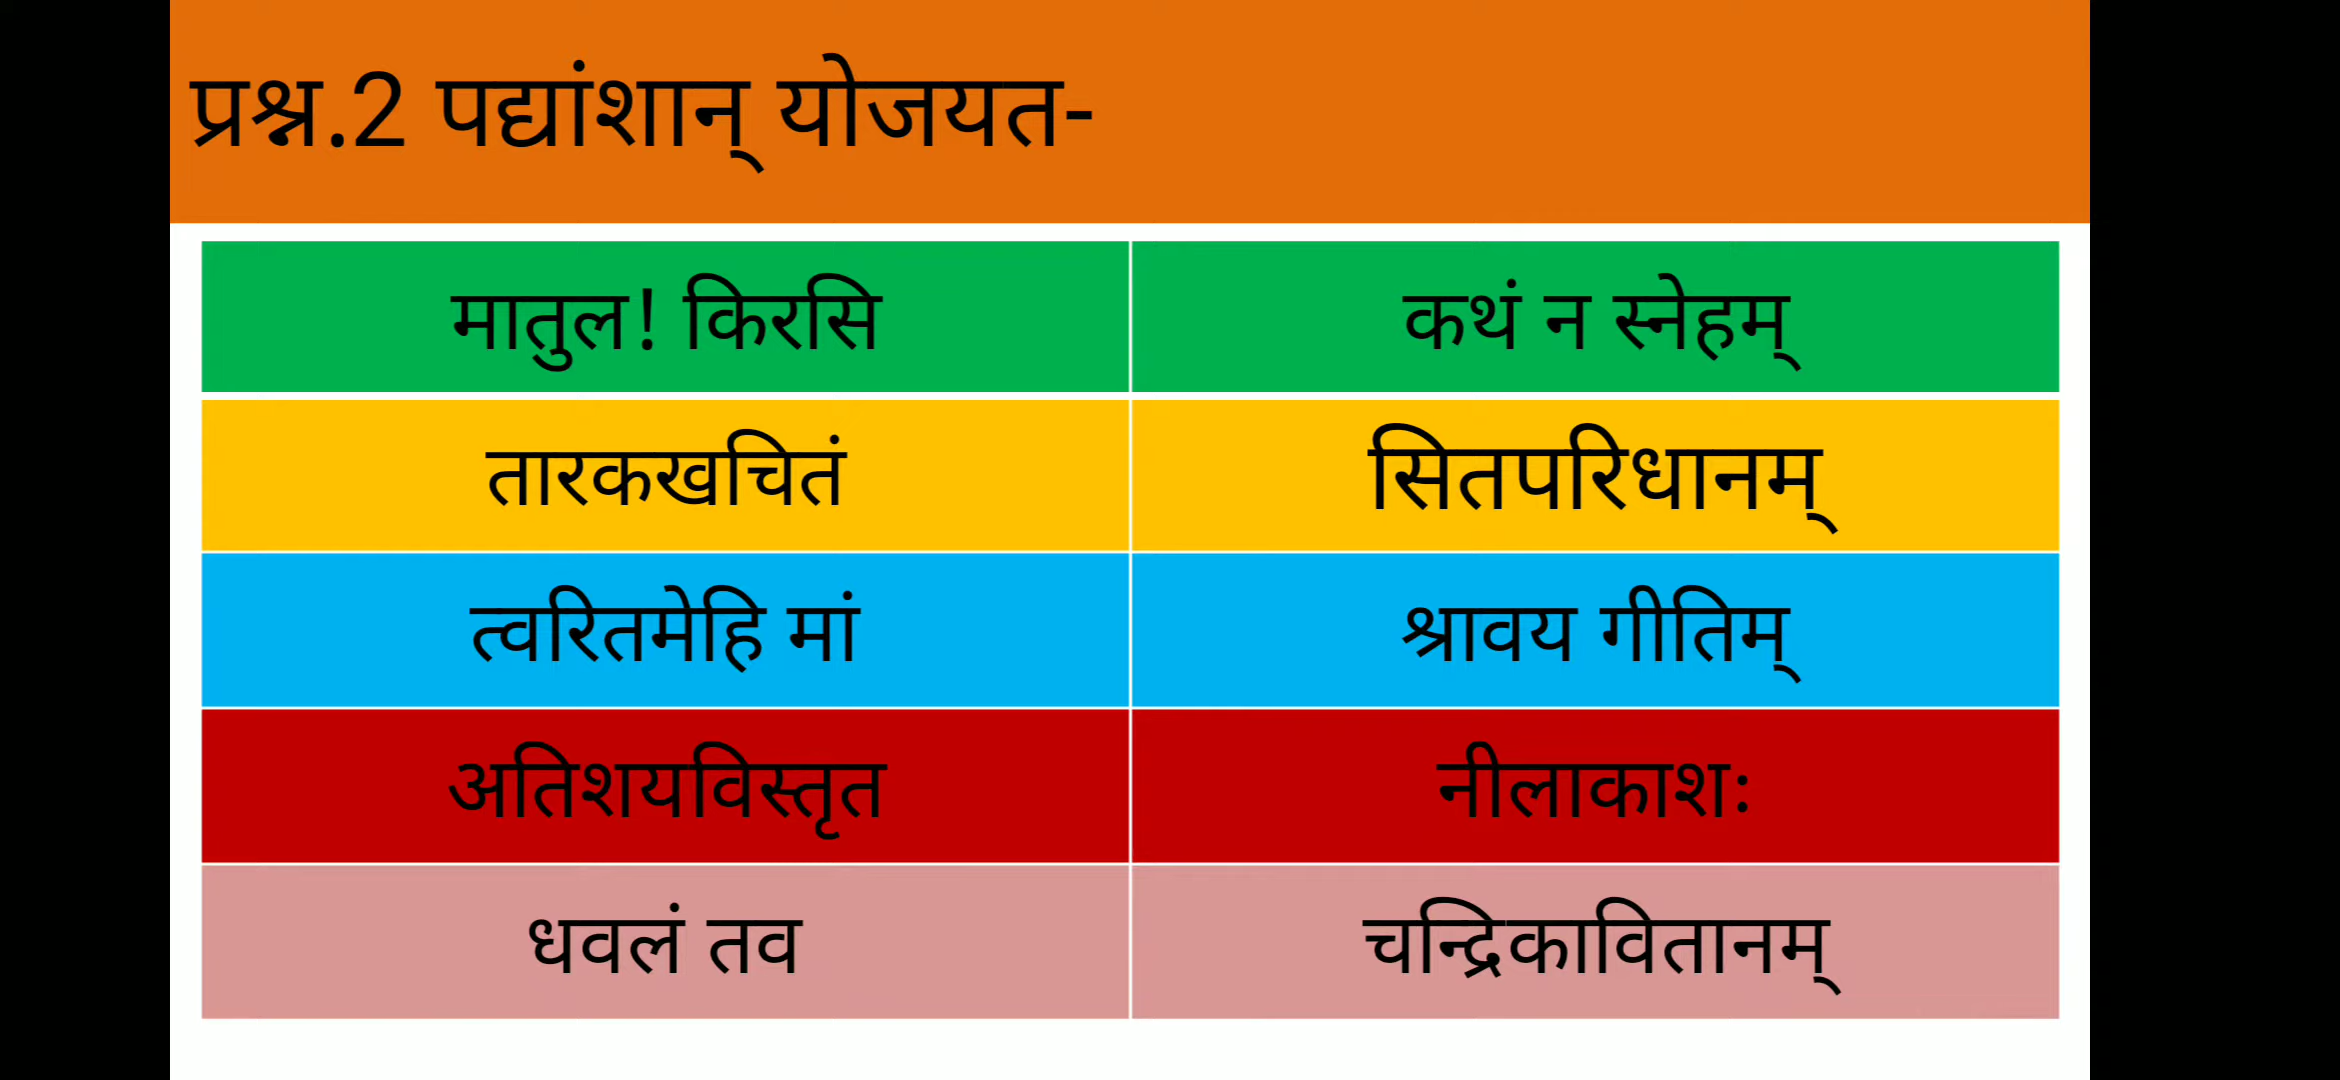 प्रश्न.2 पद्यांशान् योजयत-
मातुल! किरसि कथं न स्नेहम्
तारकखचितं सितपरिधानम्
त्वरितमेहि मां श्रावय गीतिम्
अतिशयविस्तृत नीलाकाशः
धवलं तव चन्द्रिकावितानम्